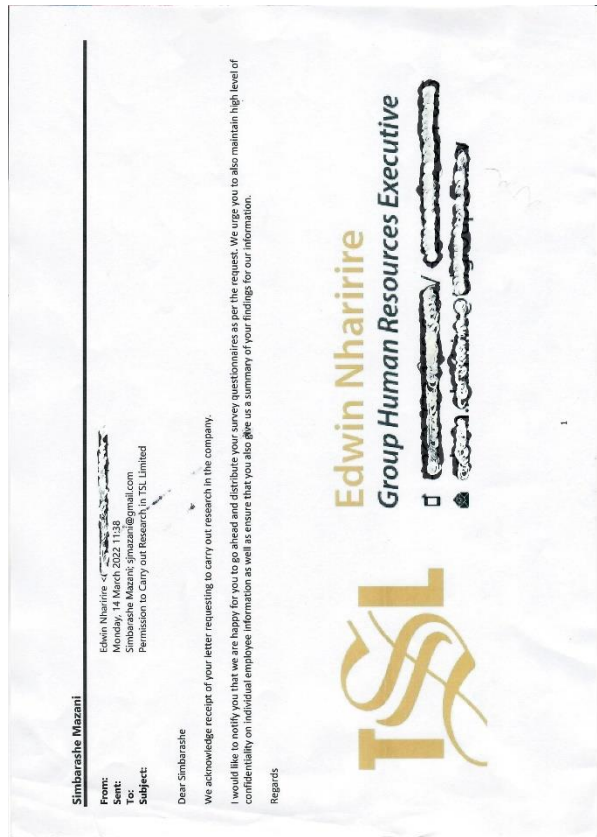 Simbarashe Mazani
From: Edwin Nharirire <
Sent: Monday, 14 March 2022 11:38
To: Simbarashe Mazani; sjmazani@gmail.com
Subject: Permission to Carry out Research in TSL Limited
Dear Simbarashe
We acknowledge receipt of your letter requesting to carry out research in the company.
I would like to notify you that we are happy for you to go ahead and distribute your survey questionnaires as per the request. We urge you to also maintain high level of
confidentiality on individual employee information as well as ensure that you also give us a summary of your findings for our information.
Regards
TSL
Edwin Nharirire
Group Human Resources Executive
1